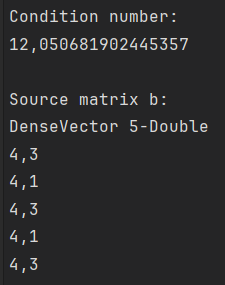 Condition number:
12,050681902445357
Source matrix b:
DenseVector 5-Double
4,3
4,1
4,3
4,1
4,3